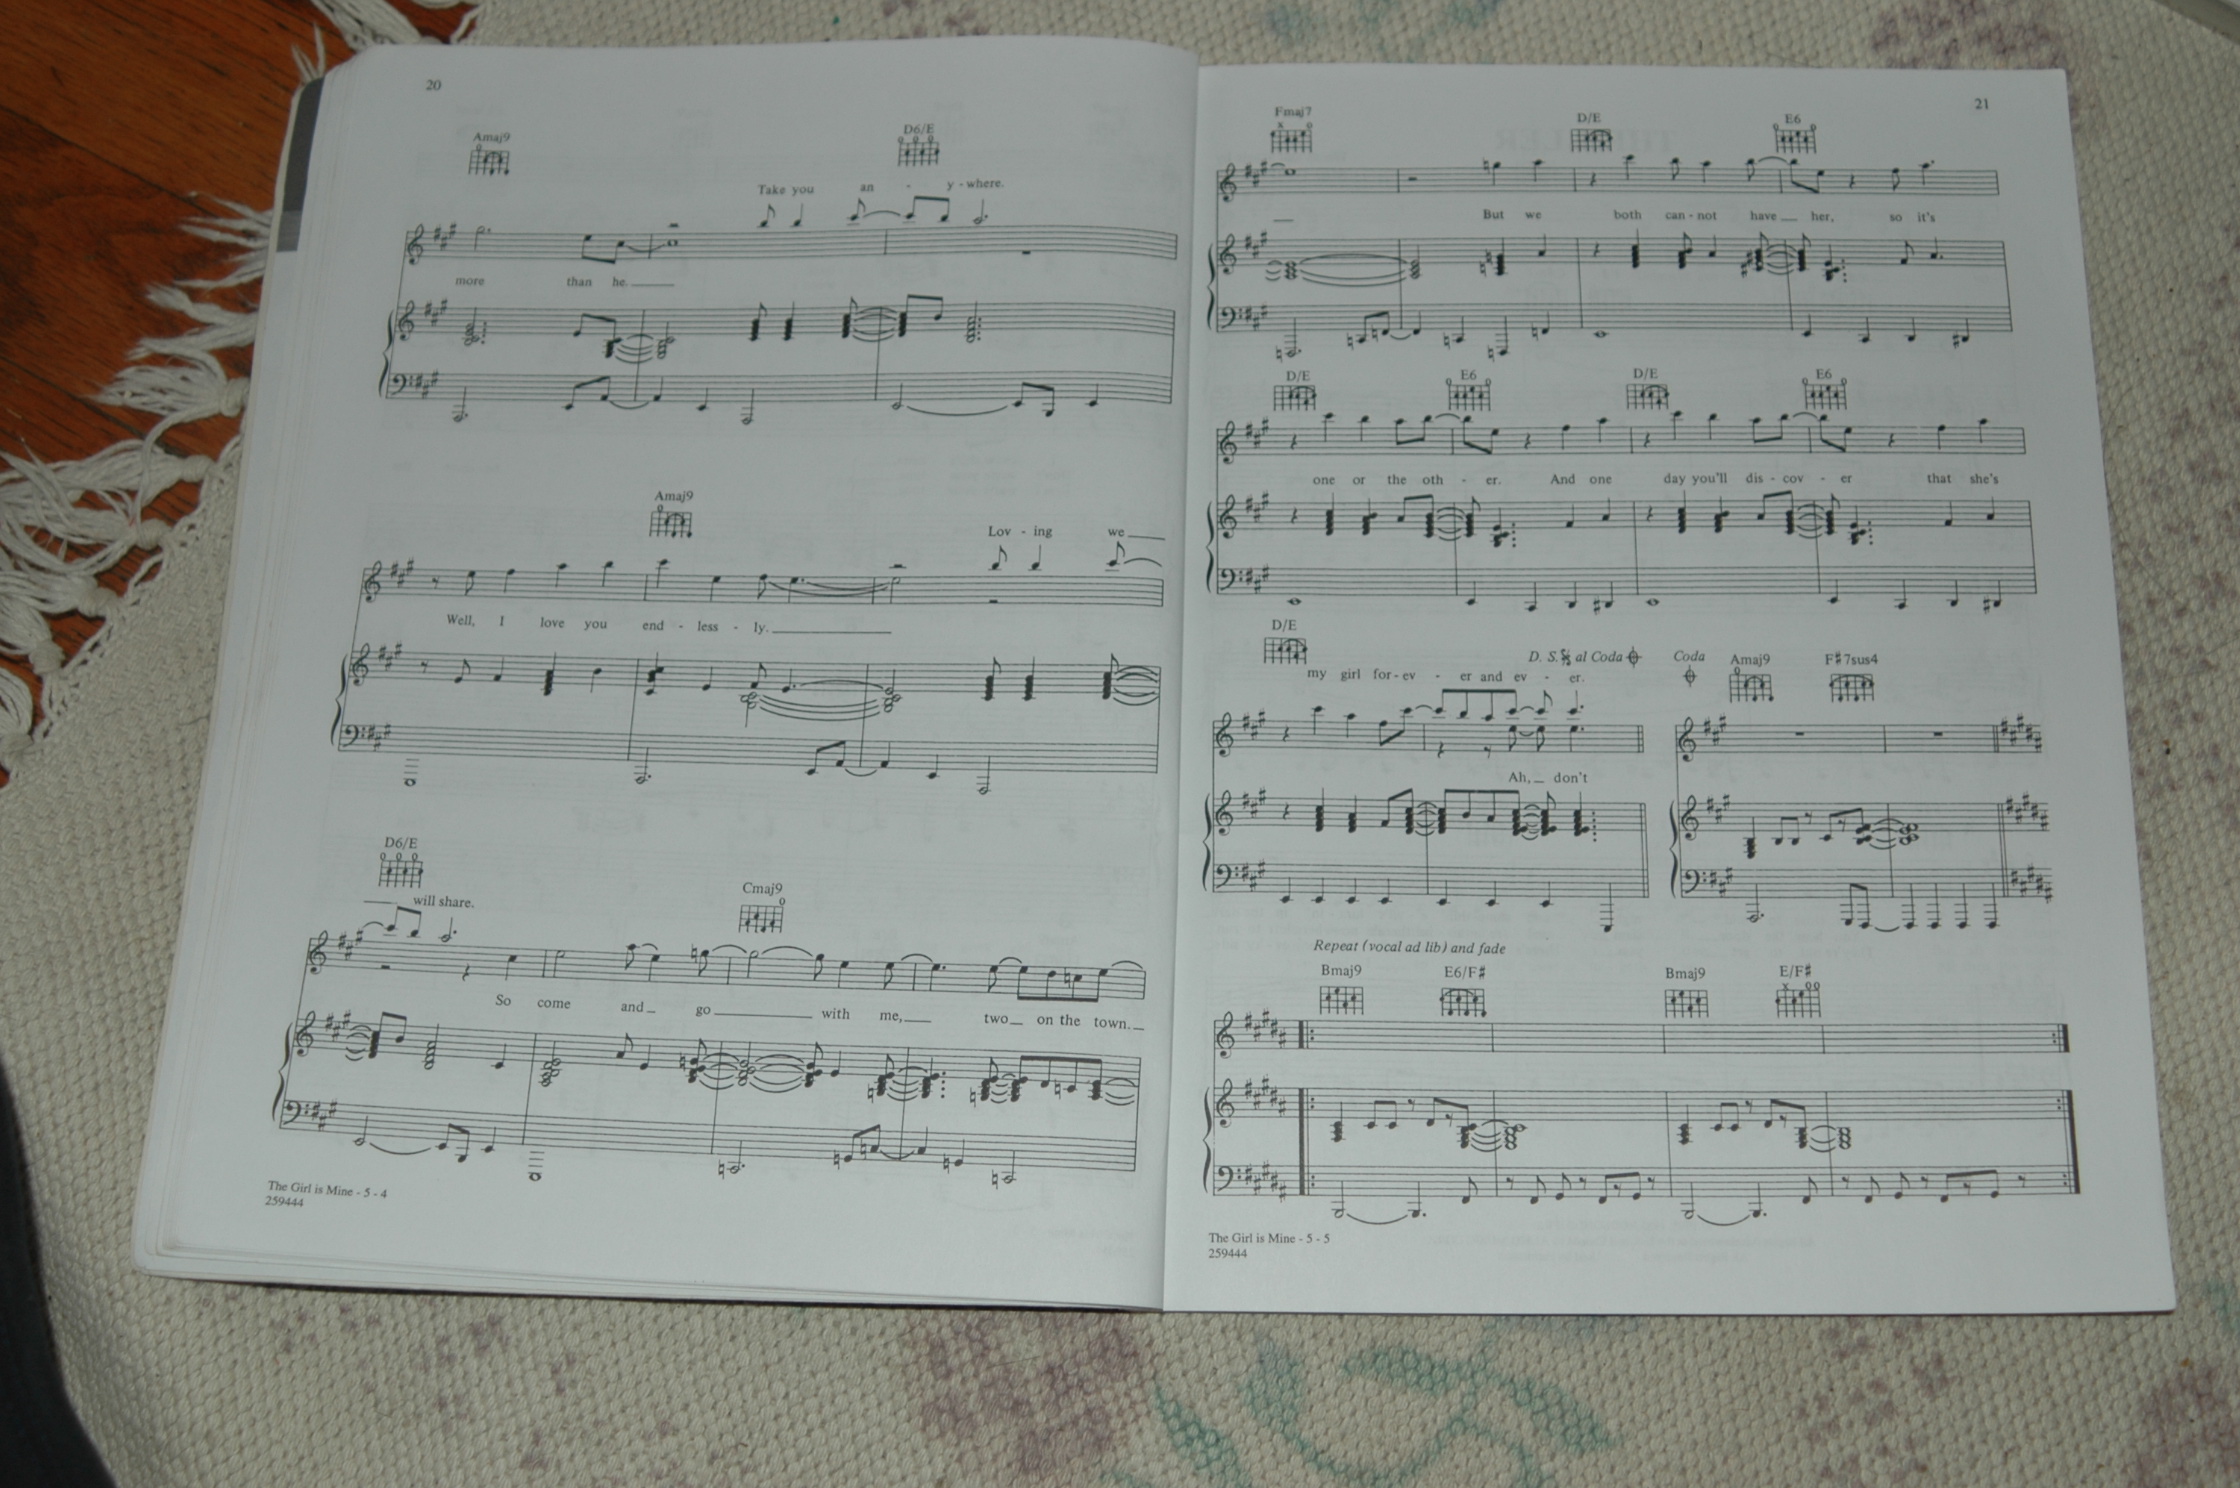 20
Amaj9 D6/E
Take you an - y - where.
more than he.
Amaj9
Lov - ing we
Well, I love you end - less - ly.
D6/E
Cmaj9
will share.
So come and go with me, two on the town.
The Girl is Mine - 5 - 4
259444
21
Fmaj7 D/E E6
But we both can - not have her, so it's
D/E E6 D/E E6
one or the oth - er. And one day you'll dis - cov - er that she's
D/E
D. S. al Coda Coda Amaj9 F#7sus4
my girl for - ev - er and ev - er.
Ah, don't
Repeat (vocal ad lib) and fade
Bmaj9 E6/F# Bmaj9 E/F#
The Girl is Mine - 5 - 5
259444